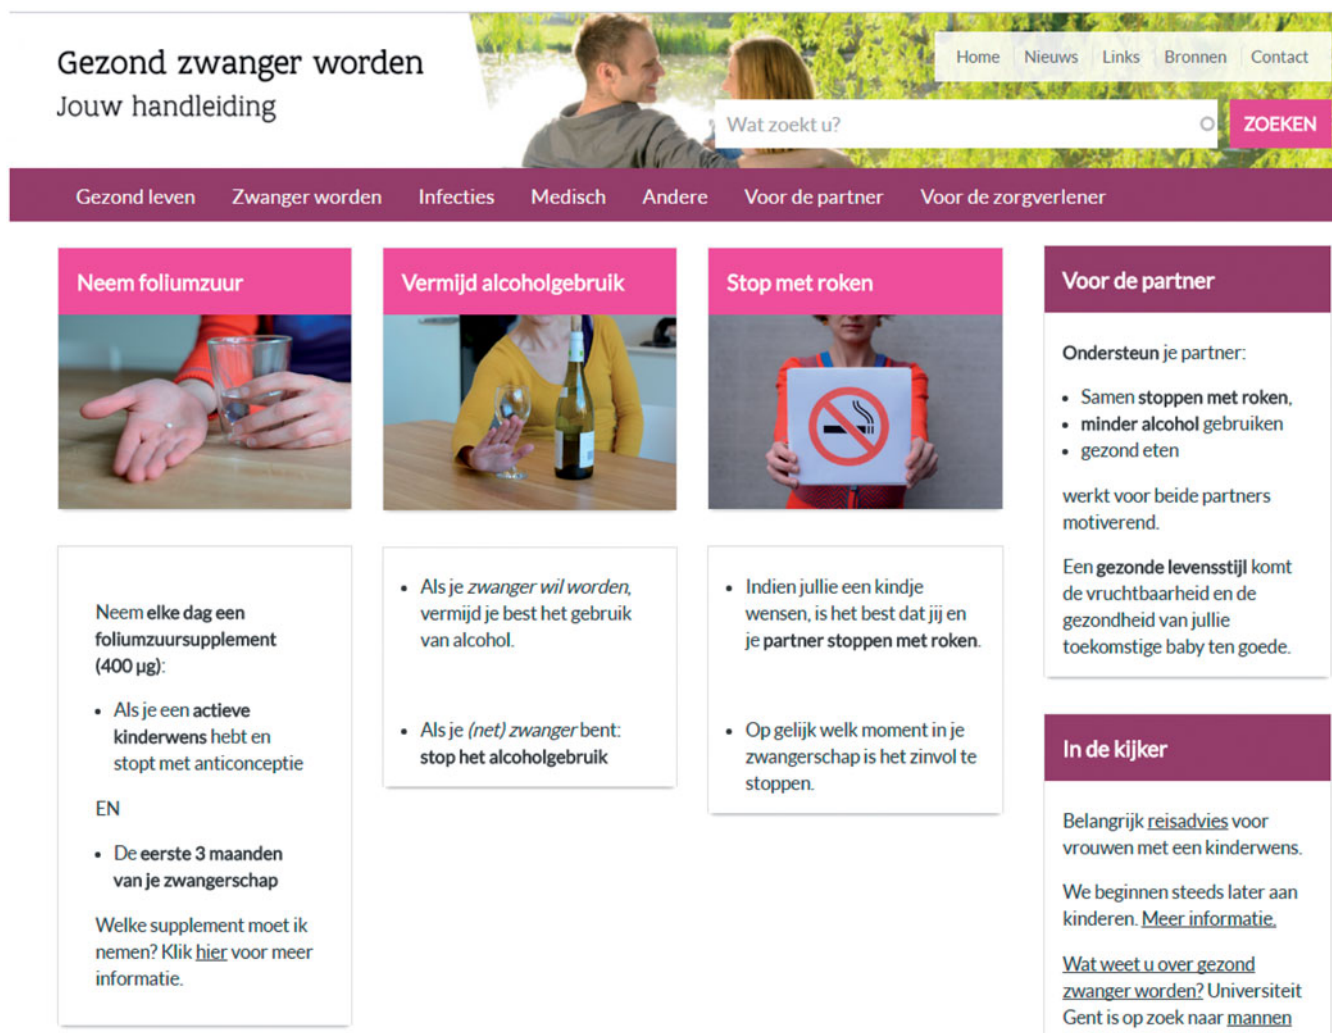 Gezond zwanger worden
Jouw handleiding
Home
Nieuws
Links
Bronnen
Contact
Wat zoekt u?
ZOEKEN
Gezond leven
Zwanger worden
Infecties
Medisch
Andere
Voor de partner
Voor de zorgverlener
Neem foliumzuur
Neem elke dag een
foliumzuursupplement
(400 µg):
• Als je een actieve
kinderwens hebt en
stopt met anticonceptie
EN
• De eerste 3 maanden
van je zwangerschap
Welke supplement moet ik
nemen? Klik hier voor meer
informatie.
Vermijd alcoholgebruik
• Als je zwanger wil worden,
vermijd je best het gebruik
van alcohol.
• Als je (net) zwanger bent:
stop het alcoholgebruik
Stop met roken
• Indien jullie een kindje
wensen, is het best dat jij en
je partner stoppen met roken.
• Op gelijk welk moment in je
zwangerschap is het zinvol te
stoppen.
Voor de partner
Ondersteun je partner:
• Samen stoppen met roken,
• minder alcohol gebruiken
• gezond eten
werkt voor beide partners
motiverend.
Een gezonde levensstijl komt
de vruchtbaarheid en de
gezondheid van jullie
toekomstige baby ten goede.
In de kijker
Belangrijk reisadvies voor
vrouwen met een kinderwens.
We beginnen steeds later aan
kinderen. Meer informatie.
Wat weet u over gezond
zwanger worden? Universiteit
Gent is op zoek naar mannen